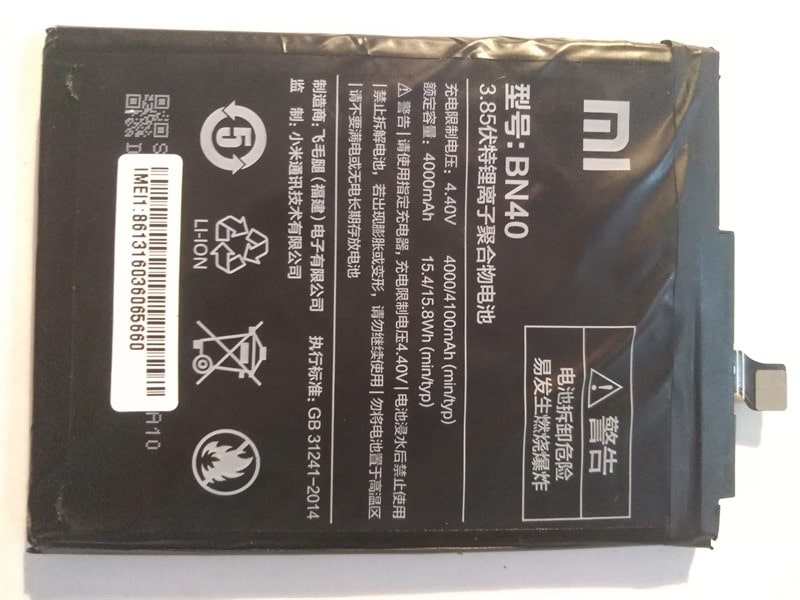 MI
型号: BN40
3.85伏特锂离子聚合物电池
警告
电池拆卸危险
易发生燃烧爆炸
充电限制电压: 4.40V 4000/4100mAh (min/typ)
额定容量: 4000mAh 15.4/15.8Wh (min/typ)
警告 | 请使用指定充电器, 充电限制电压4.40V | 电池浸水后禁止使用
| 禁止拆解电池, 若出现膨胀或变形, 请勿继续使用 | 勿将电池置于高温区
| 请不要满电或无电长期存放电池
制造商: 飞毛腿 (福建) 电子有限公司 执行标准: GB 31241-2014
监 制: 小米通讯技术有限公司
5
LI-ION
IMEI1:861316036065660